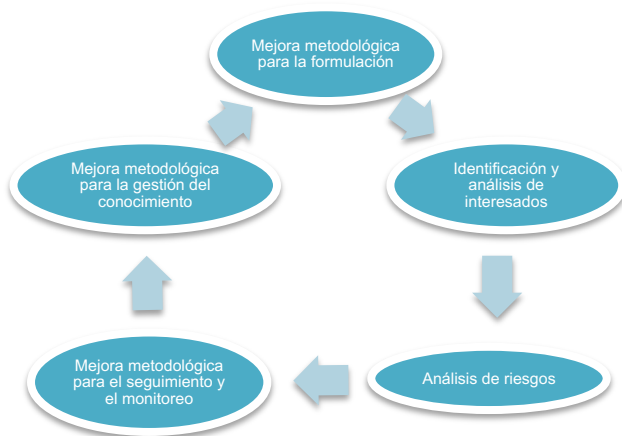 Mejora metodológica
para la formulación
Identificación y
análisis de
interesados
Análisis de riesgos
Mejora metodológica
para el seguimiento y
el monitoreo
Mejora metodológica
para la gestión del
conocimiento